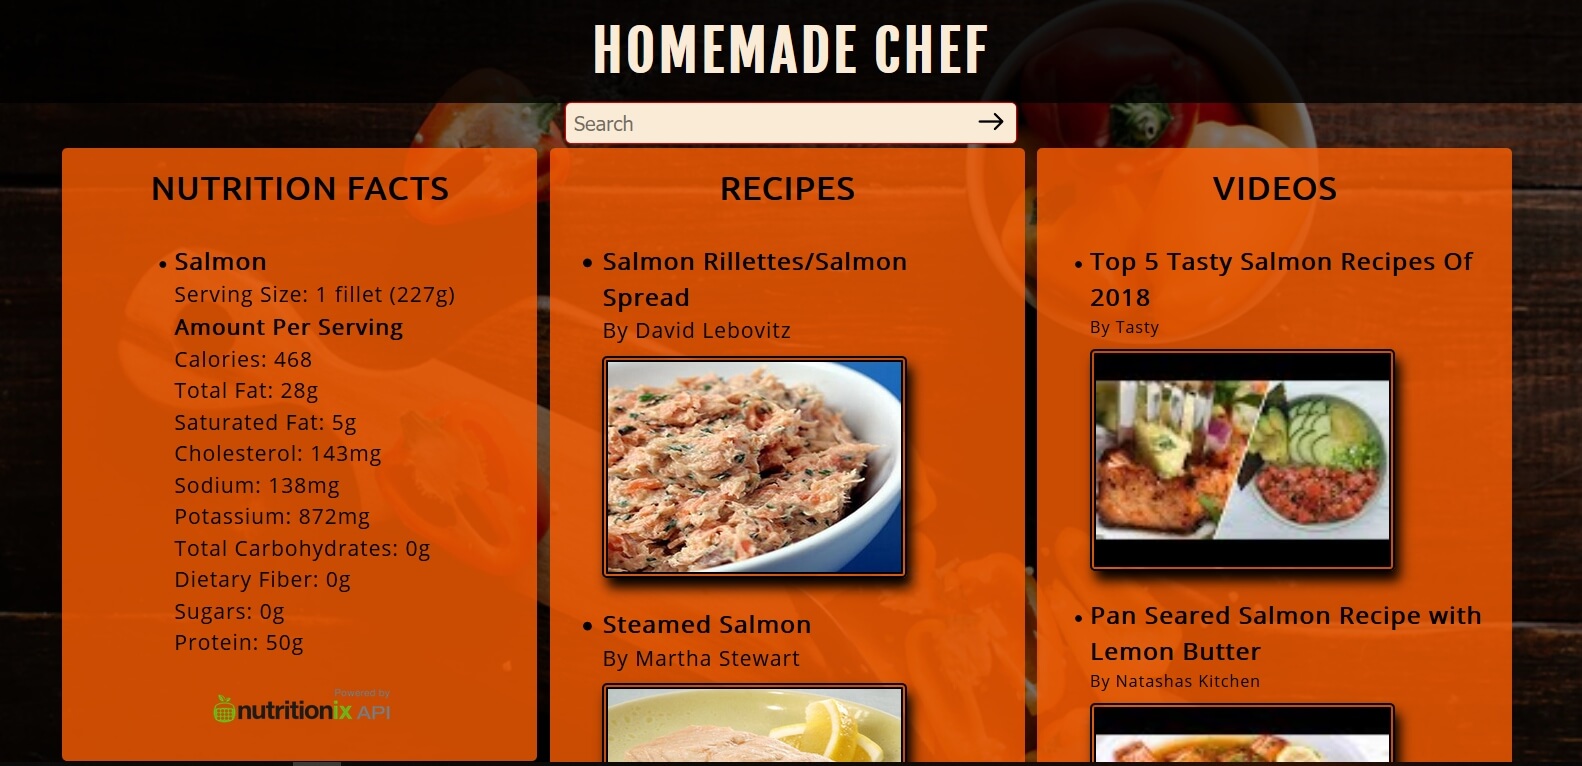 HOMEMADE CHEF
Search
NUTRITION FACTS
• Salmon
Serving Size: 1 fillet (227g)
Amount Per Serving
Calories: 468
Total Fat: 28g
Saturated Fat: 5g
Cholesterol: 143mg
Sodium: 138mg
Potassium: 872mg
Total Carbohydrates: 0g
Dietary Fiber: 0g
Sugars: 0g
Protein: 50g
Powered by
nutritionix API
RECIPES
• Salmon Rillettes/Salmon
Spread
By David Lebovitz
• Steamed Salmon
By Martha Stewart
VIDEOS
• Top 5 Tasty Salmon Recipes Of
2018
By Tasty
• Pan Seared Salmon Recipe with
Lemon Butter
By Natashas Kitchen